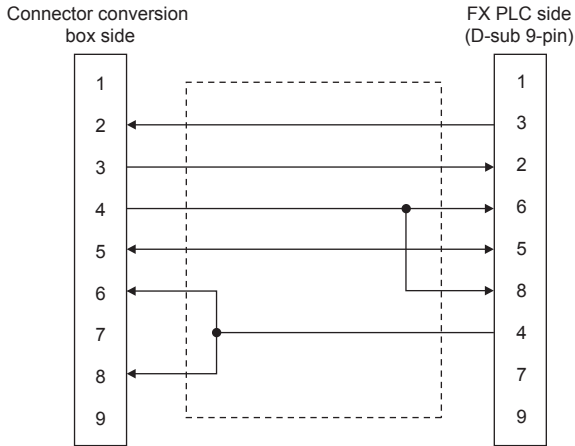 Connector conversion
box side
FX PLC side
(D-sub 9-pin)
1 1
2 3
3 2
4 6
5 5
6 8
7 4
8 7
9 9